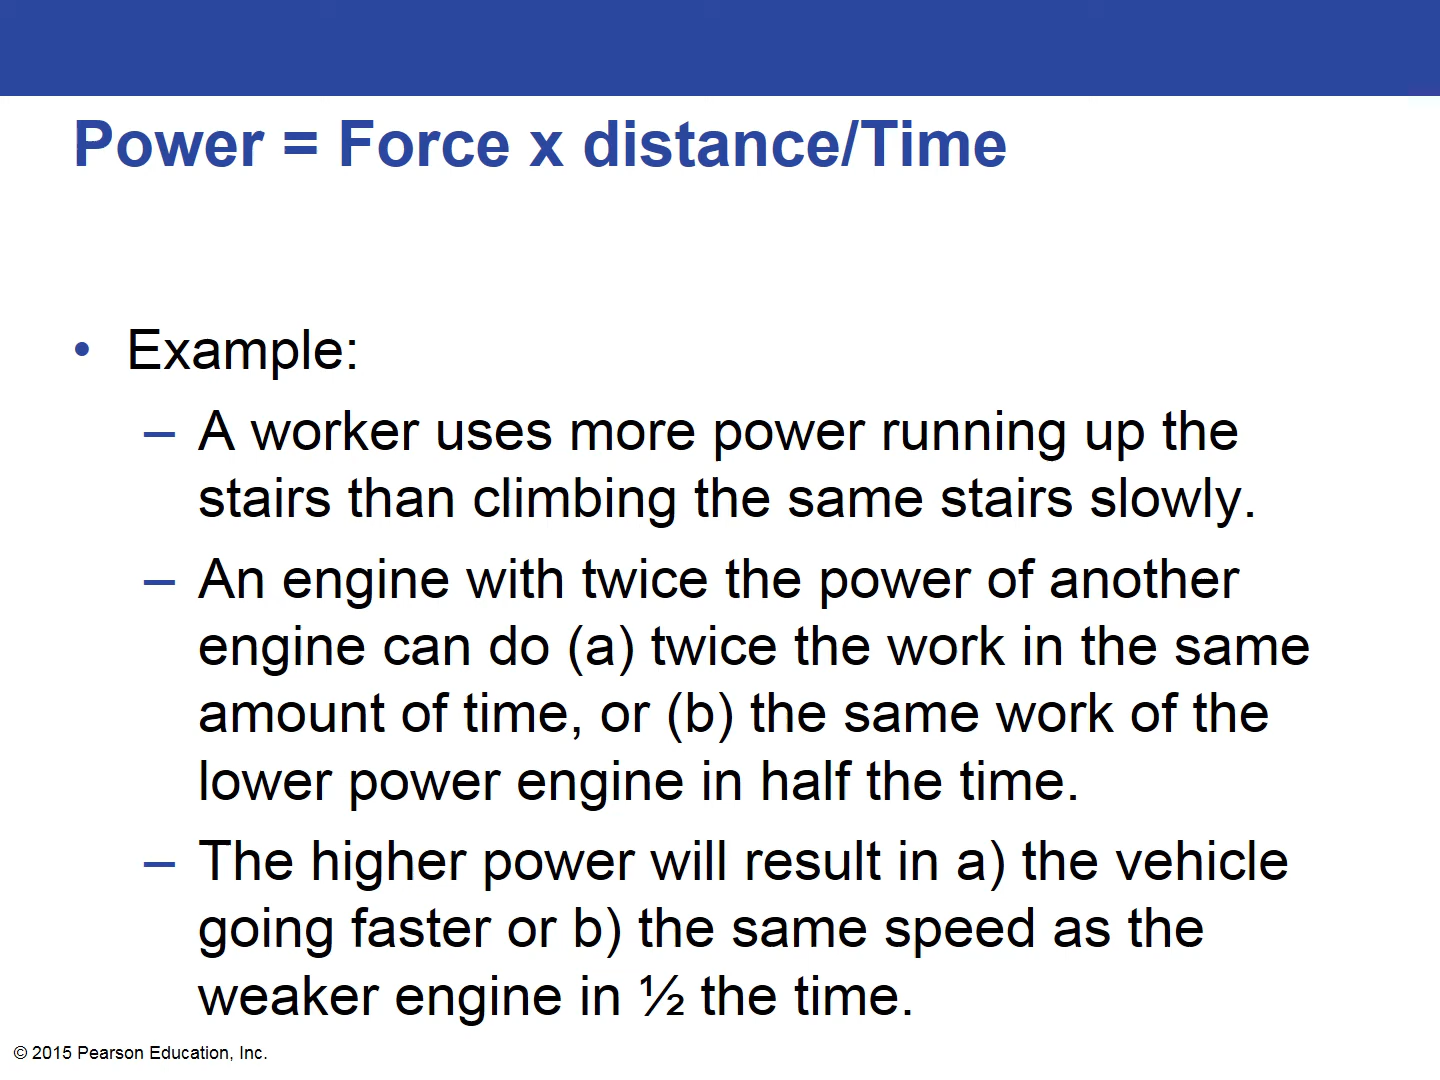 Power = Force x distance/Time
• Example:
– A worker uses more power running up the
stairs than climbing the same stairs slowly.
– An engine with twice the power of another
engine can do (a) twice the work in the same
amount of time, or (b) the same work of the
lower power engine in half the time.
– The higher power will result in a) the vehicle
going faster or b) the same speed as the
weaker engine in ½ the time.
© 2015 Pearson Education, Inc.